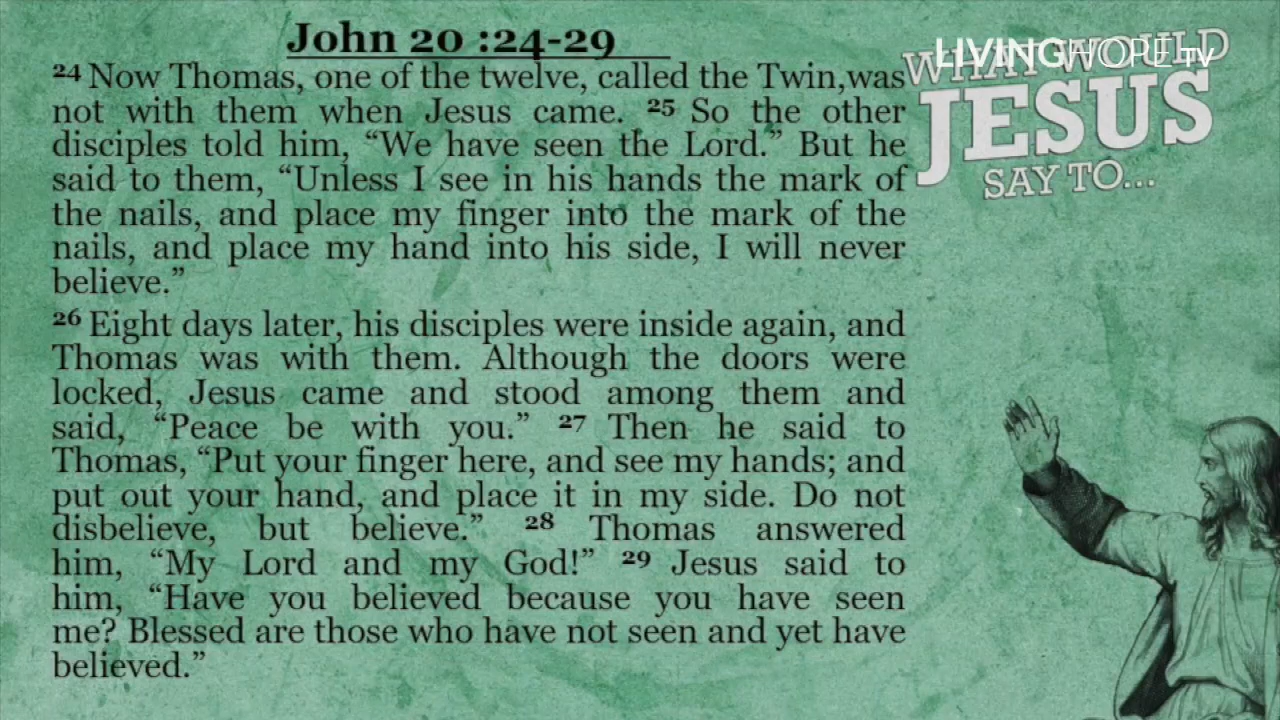 John 20 :24-29
24 Now Thomas, one of the twelve, called the Twin,was
not with them when Jesus came. 25 So the other
disciples told him, “We have seen the Lord.” But he
said to them, “Unless I see in his hands the mark of
the nails, and place my finger into the mark of the
nails, and place my hand into his side, I will never
believe.”
26 Eight days later, his disciples were inside again, and
Thomas was with them. Although the doors were
locked, Jesus came and stood among them and
said, “Peace be with you.” 27 Then he said to
Thomas, “Put your finger here, and see my hands; and
put out your hand, and place it in my side. Do not
disbelieve, but believe.” 28 Thomas answered
him, “My Lord and my God!” 29 Jesus said to
him, “Have you believed because you have seen
me? Blessed are those who have not seen and yet have
believed.”
LIVINGHOPE TV
WHAT WOULD
JESUS
SAY TO...